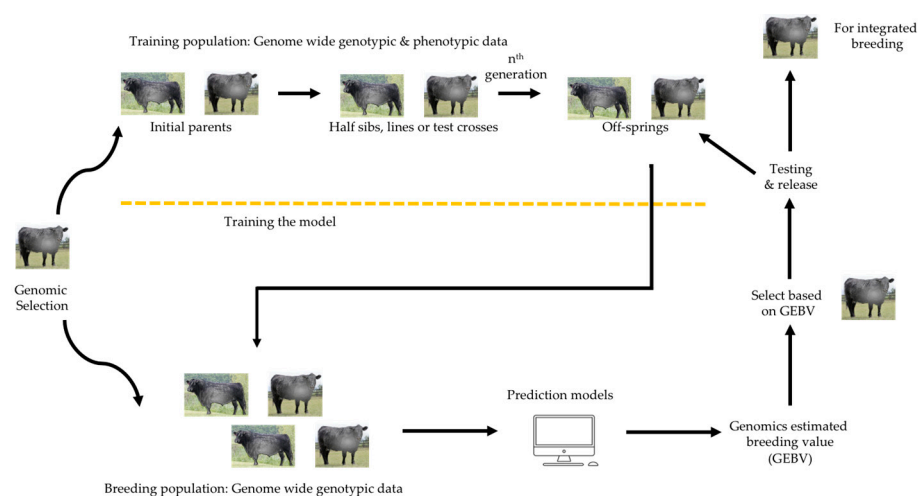 Training population: Genome wide genotypic & phenotypic data
For integrated
breeding
nth
generation
Initial parents
Half sibs, lines or test crosses
Off-springs
Testing
& release
Training the model
Genomic
Selection
Select based
on GEBV
Prediction models
Genomics estimated
breeding value
(GEBV)
Breeding population: Genome wide genotypic data